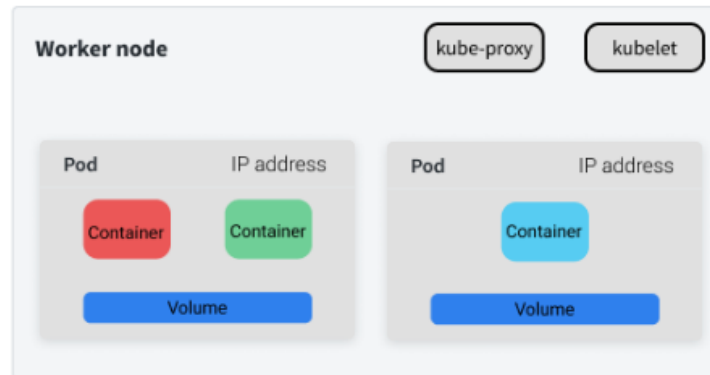 Worker node
kube-proxy
kubelet
Pod
IP address
Container
Container
Volume
Pod
IP address
Container
Volume